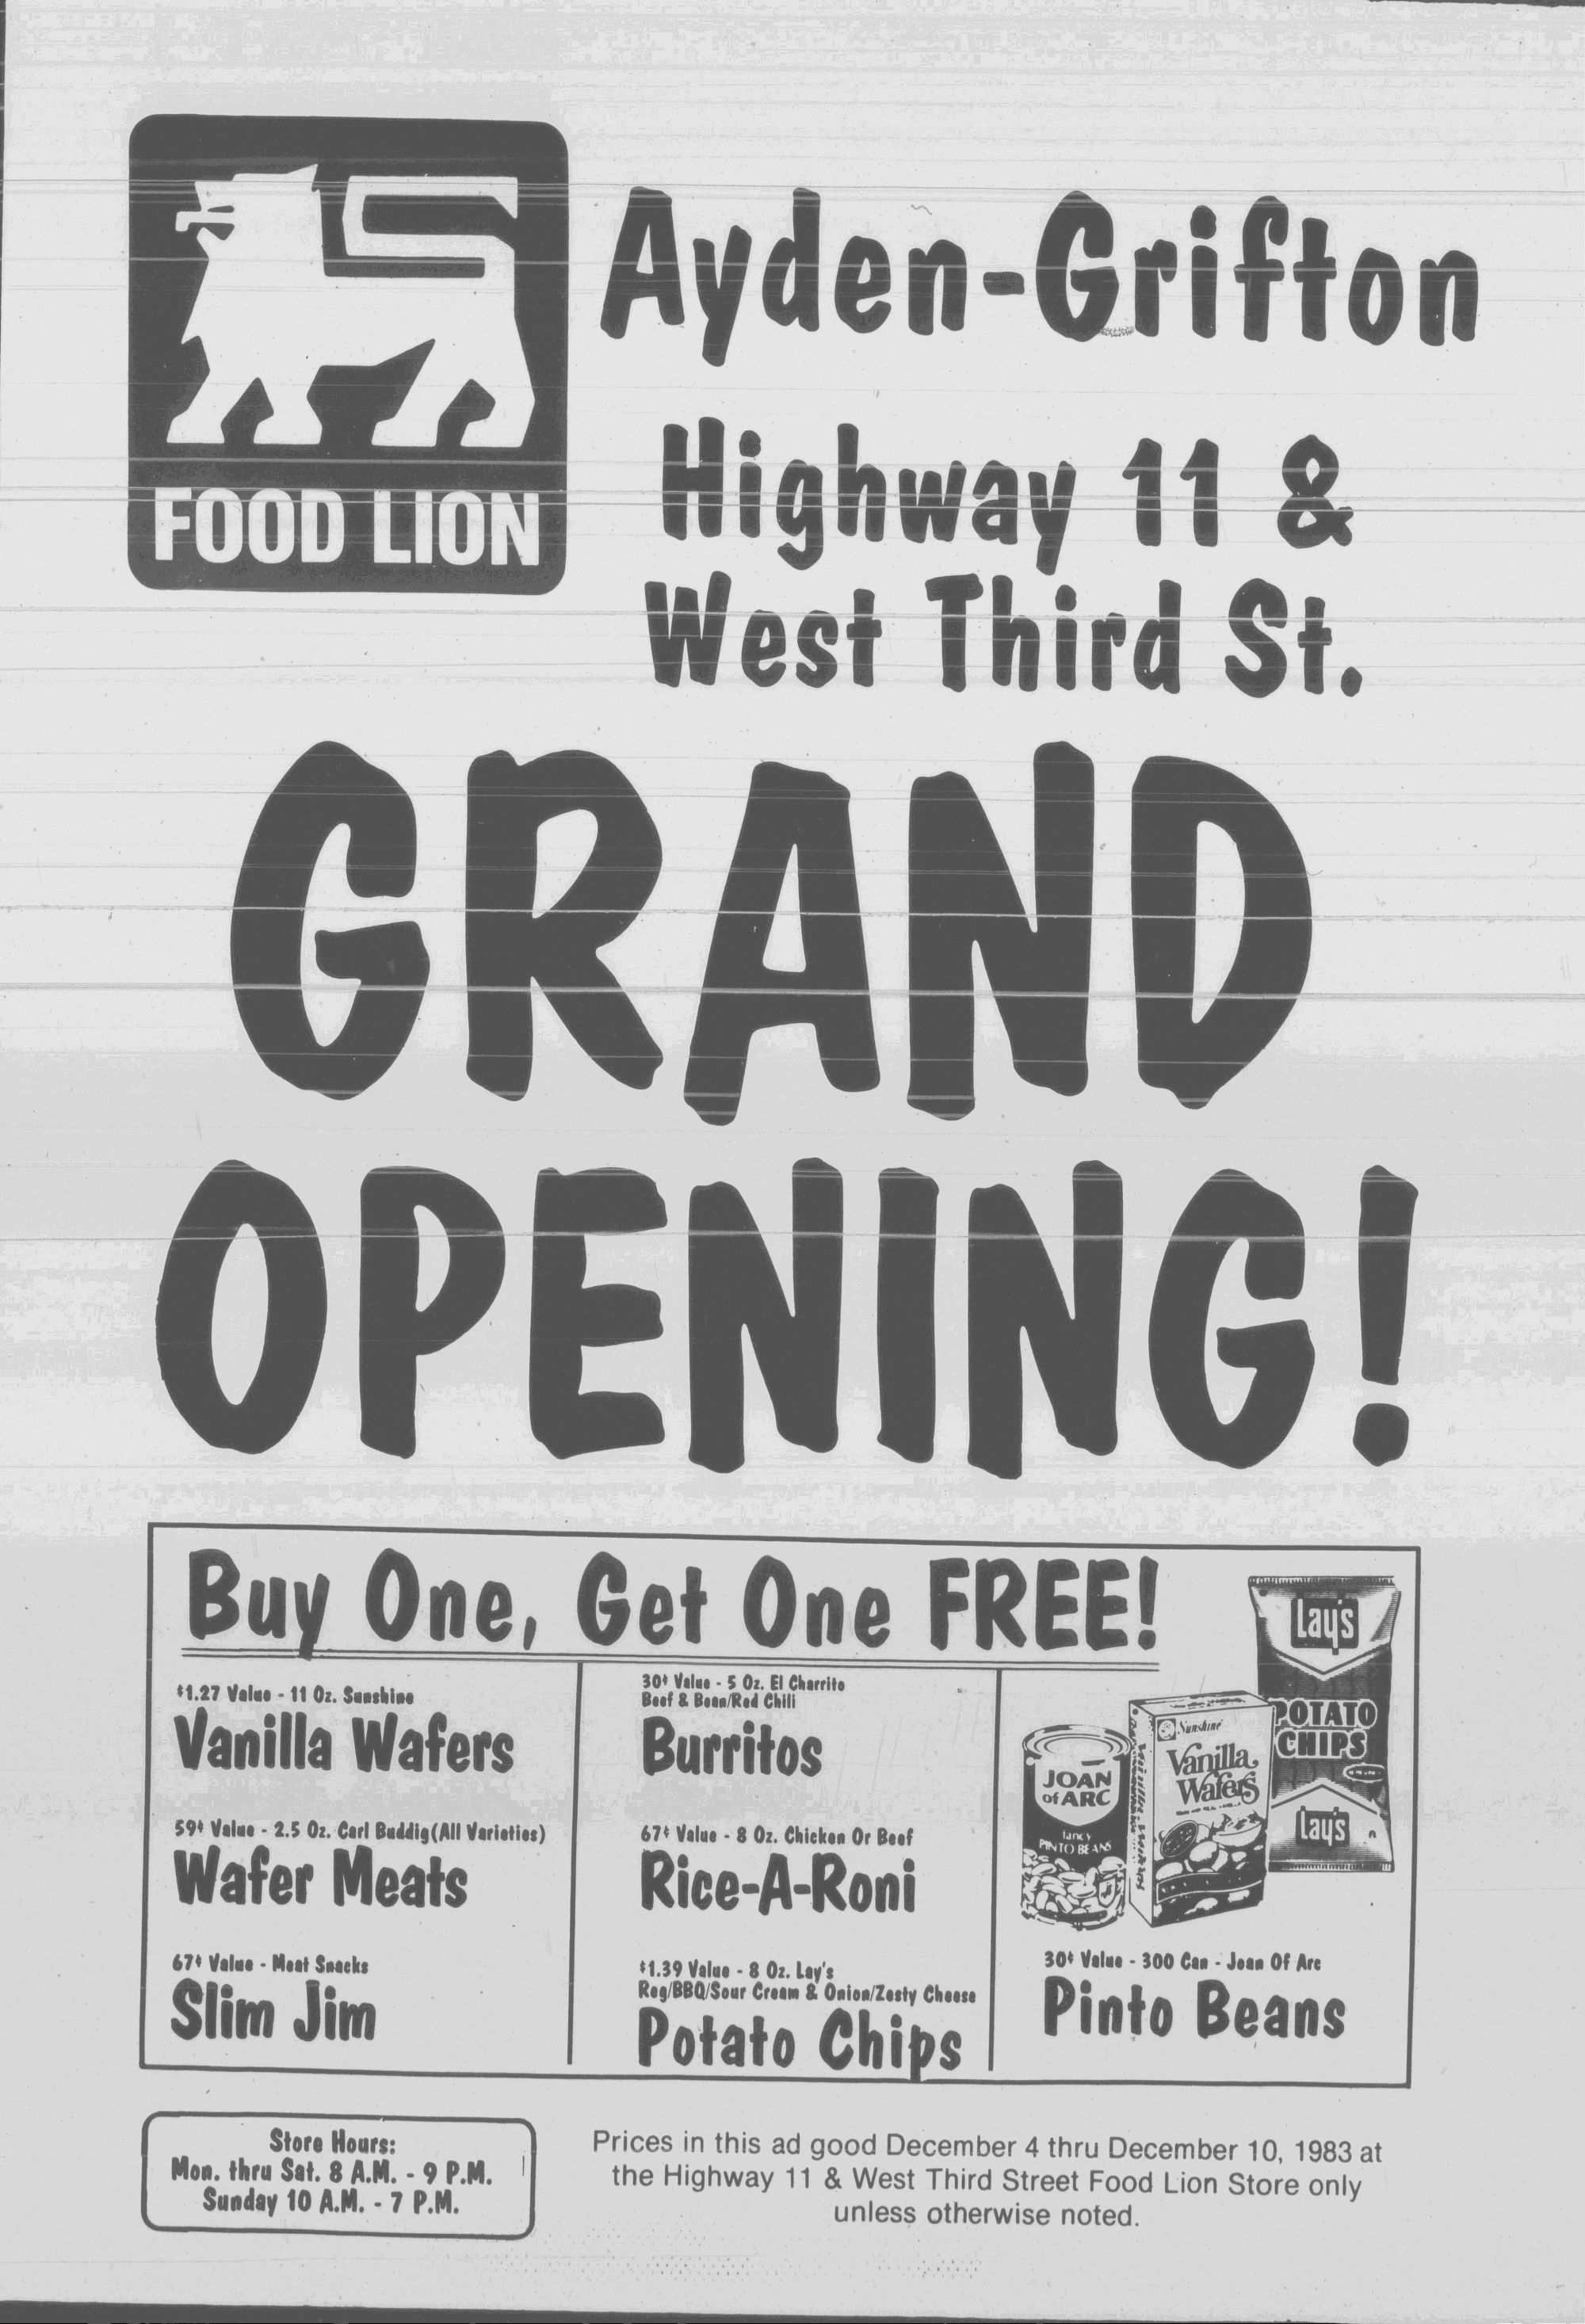 FOOD LION
Ayden-Grifton
Highway 11 &
West Third St.
GRAND
OPENING!
Buy One, Get One FREE!
$1.27 Value - 11 Oz. Sunshine
Vanilla Wafers
59¢ Value - 2.5 Oz. Carl Buddig(All Varieties)
Wafer Meats
67¢ Value - Meat Snacks
Slim Jim
30¢ Value - 5 Oz. El Charrito
Beef & Bean/Red Chili
Burritos
67¢ Value - 8 Oz. Chicken Or Beef
Rice-A-Roni
$1.39 Value - 8 Oz. Lay's
Reg/BBQ/Sour Cream & Onion/Zesty Cheese
Potato Chips
Lay's
POTATO
CHIPS
Lay's
Sunshine
Vanilla
Wafers
JOAN
of ARC
fancy
PINTO BEANS
30¢ Value - 300 Can - Joan Of Arc
Pinto Beans
Store Hours:
Mon. thru Sat. 8 A.M. - 9 P.M.
Sunday 10 A.M. - 7 P.M.
Prices in this ad good December 4 thru December 10, 1983 at
the Highway 11 & West Third Street Food Lion Store only
unless otherwise noted.